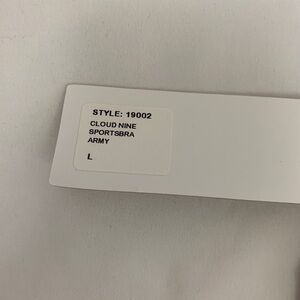 STYLE: 19002
CLOUD NINE
SPORTSBRA
ARMY
L